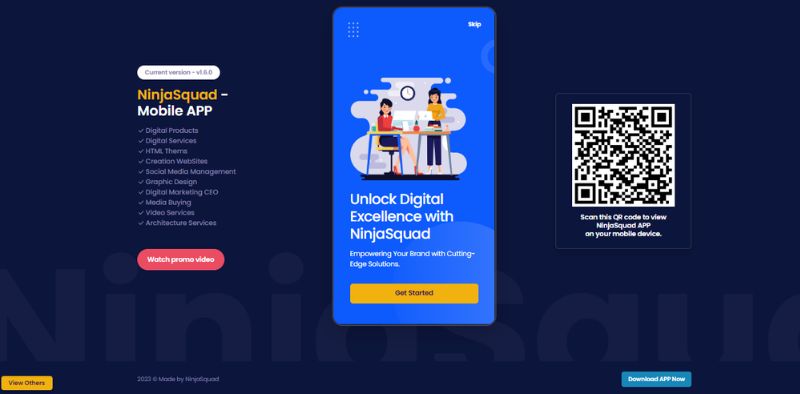 Current version - v1.6.0
NinjaSquad -
Mobile APP
Digital Products
Digital Services
HTML Thems
Creation WebSites
Social Media Management
Graphic Design
Digital Marketing CEO
Media Buying
Video Services
Architecture Services
Watch promo video
Skip
Unlock Digital
Excellence with
NinjaSquad
Empowering Your Brand with Cutting-
Edge Solutions.
Get Started
Scan this QR code to view
NinjaSquad APP
on your mobile device.
NinjaSquad
2023 © Made by NinjaSquad
View Others
Download APP Now